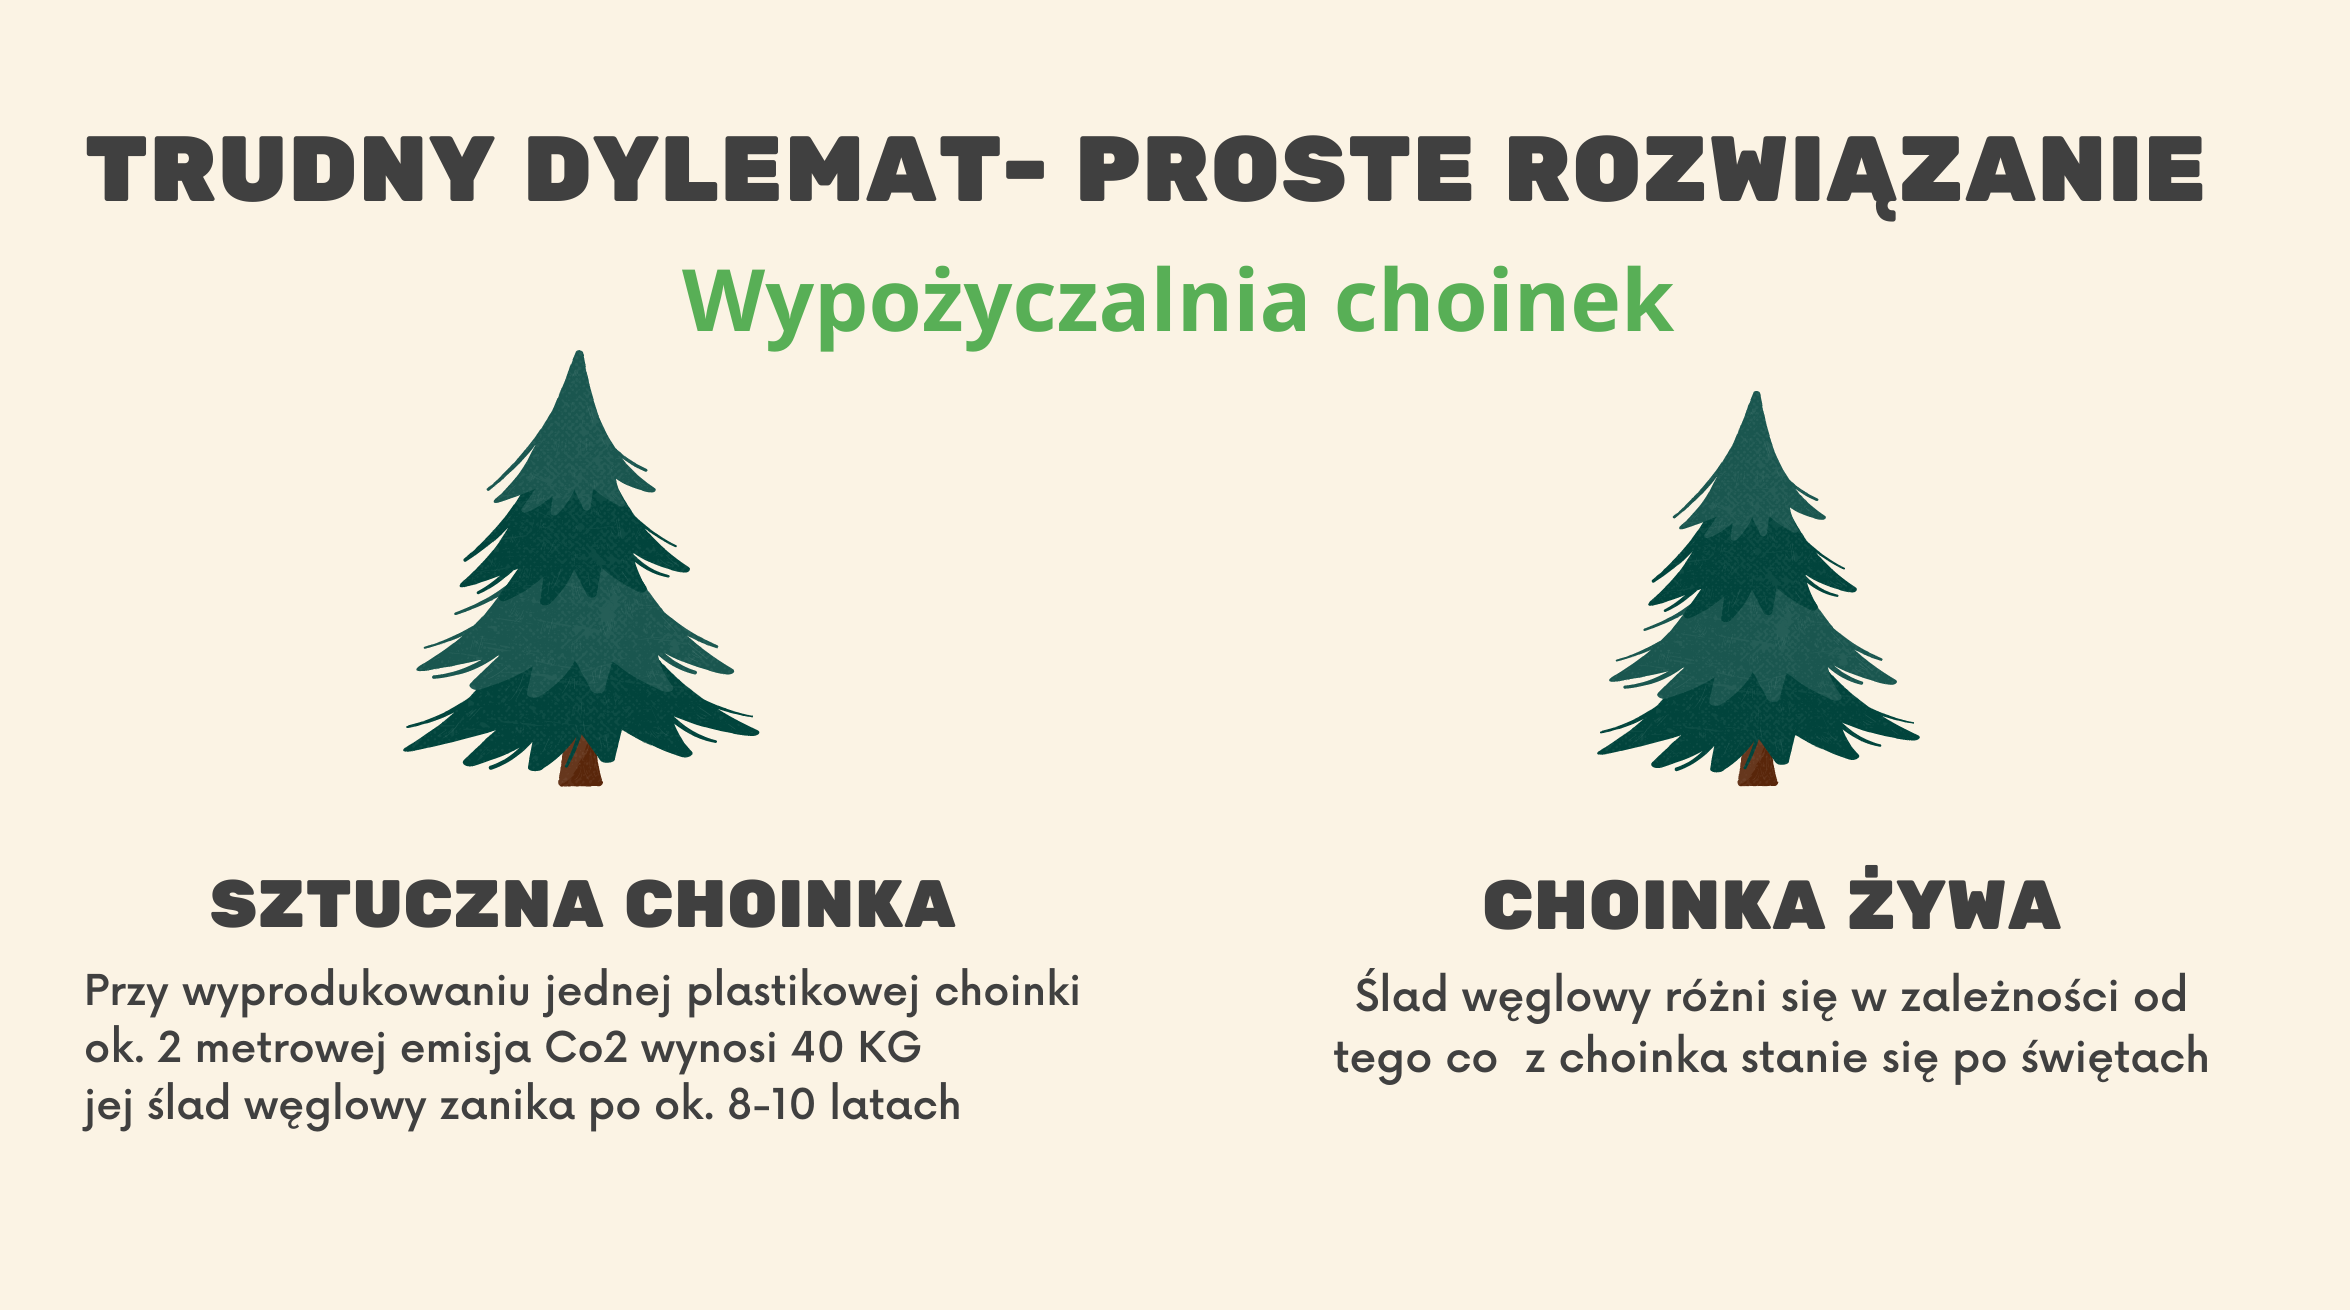 TRUDNY DYLEMAT- PROSTE ROZWIĄZANIE
Wypożyczalnia choinek
SZTUCZNA CHOINKA
Przy wyprodukowaniu jednej plastikowej choinki
ok. 2 metrowej emisja Co2 wynosi 40 KG
jej ślad węglowy zanika po ok. 8-10 latach
CHOINKA ŻYWA
Ślad węglowy różni się w zależności od
tego co  z choinka stanie się po świętach